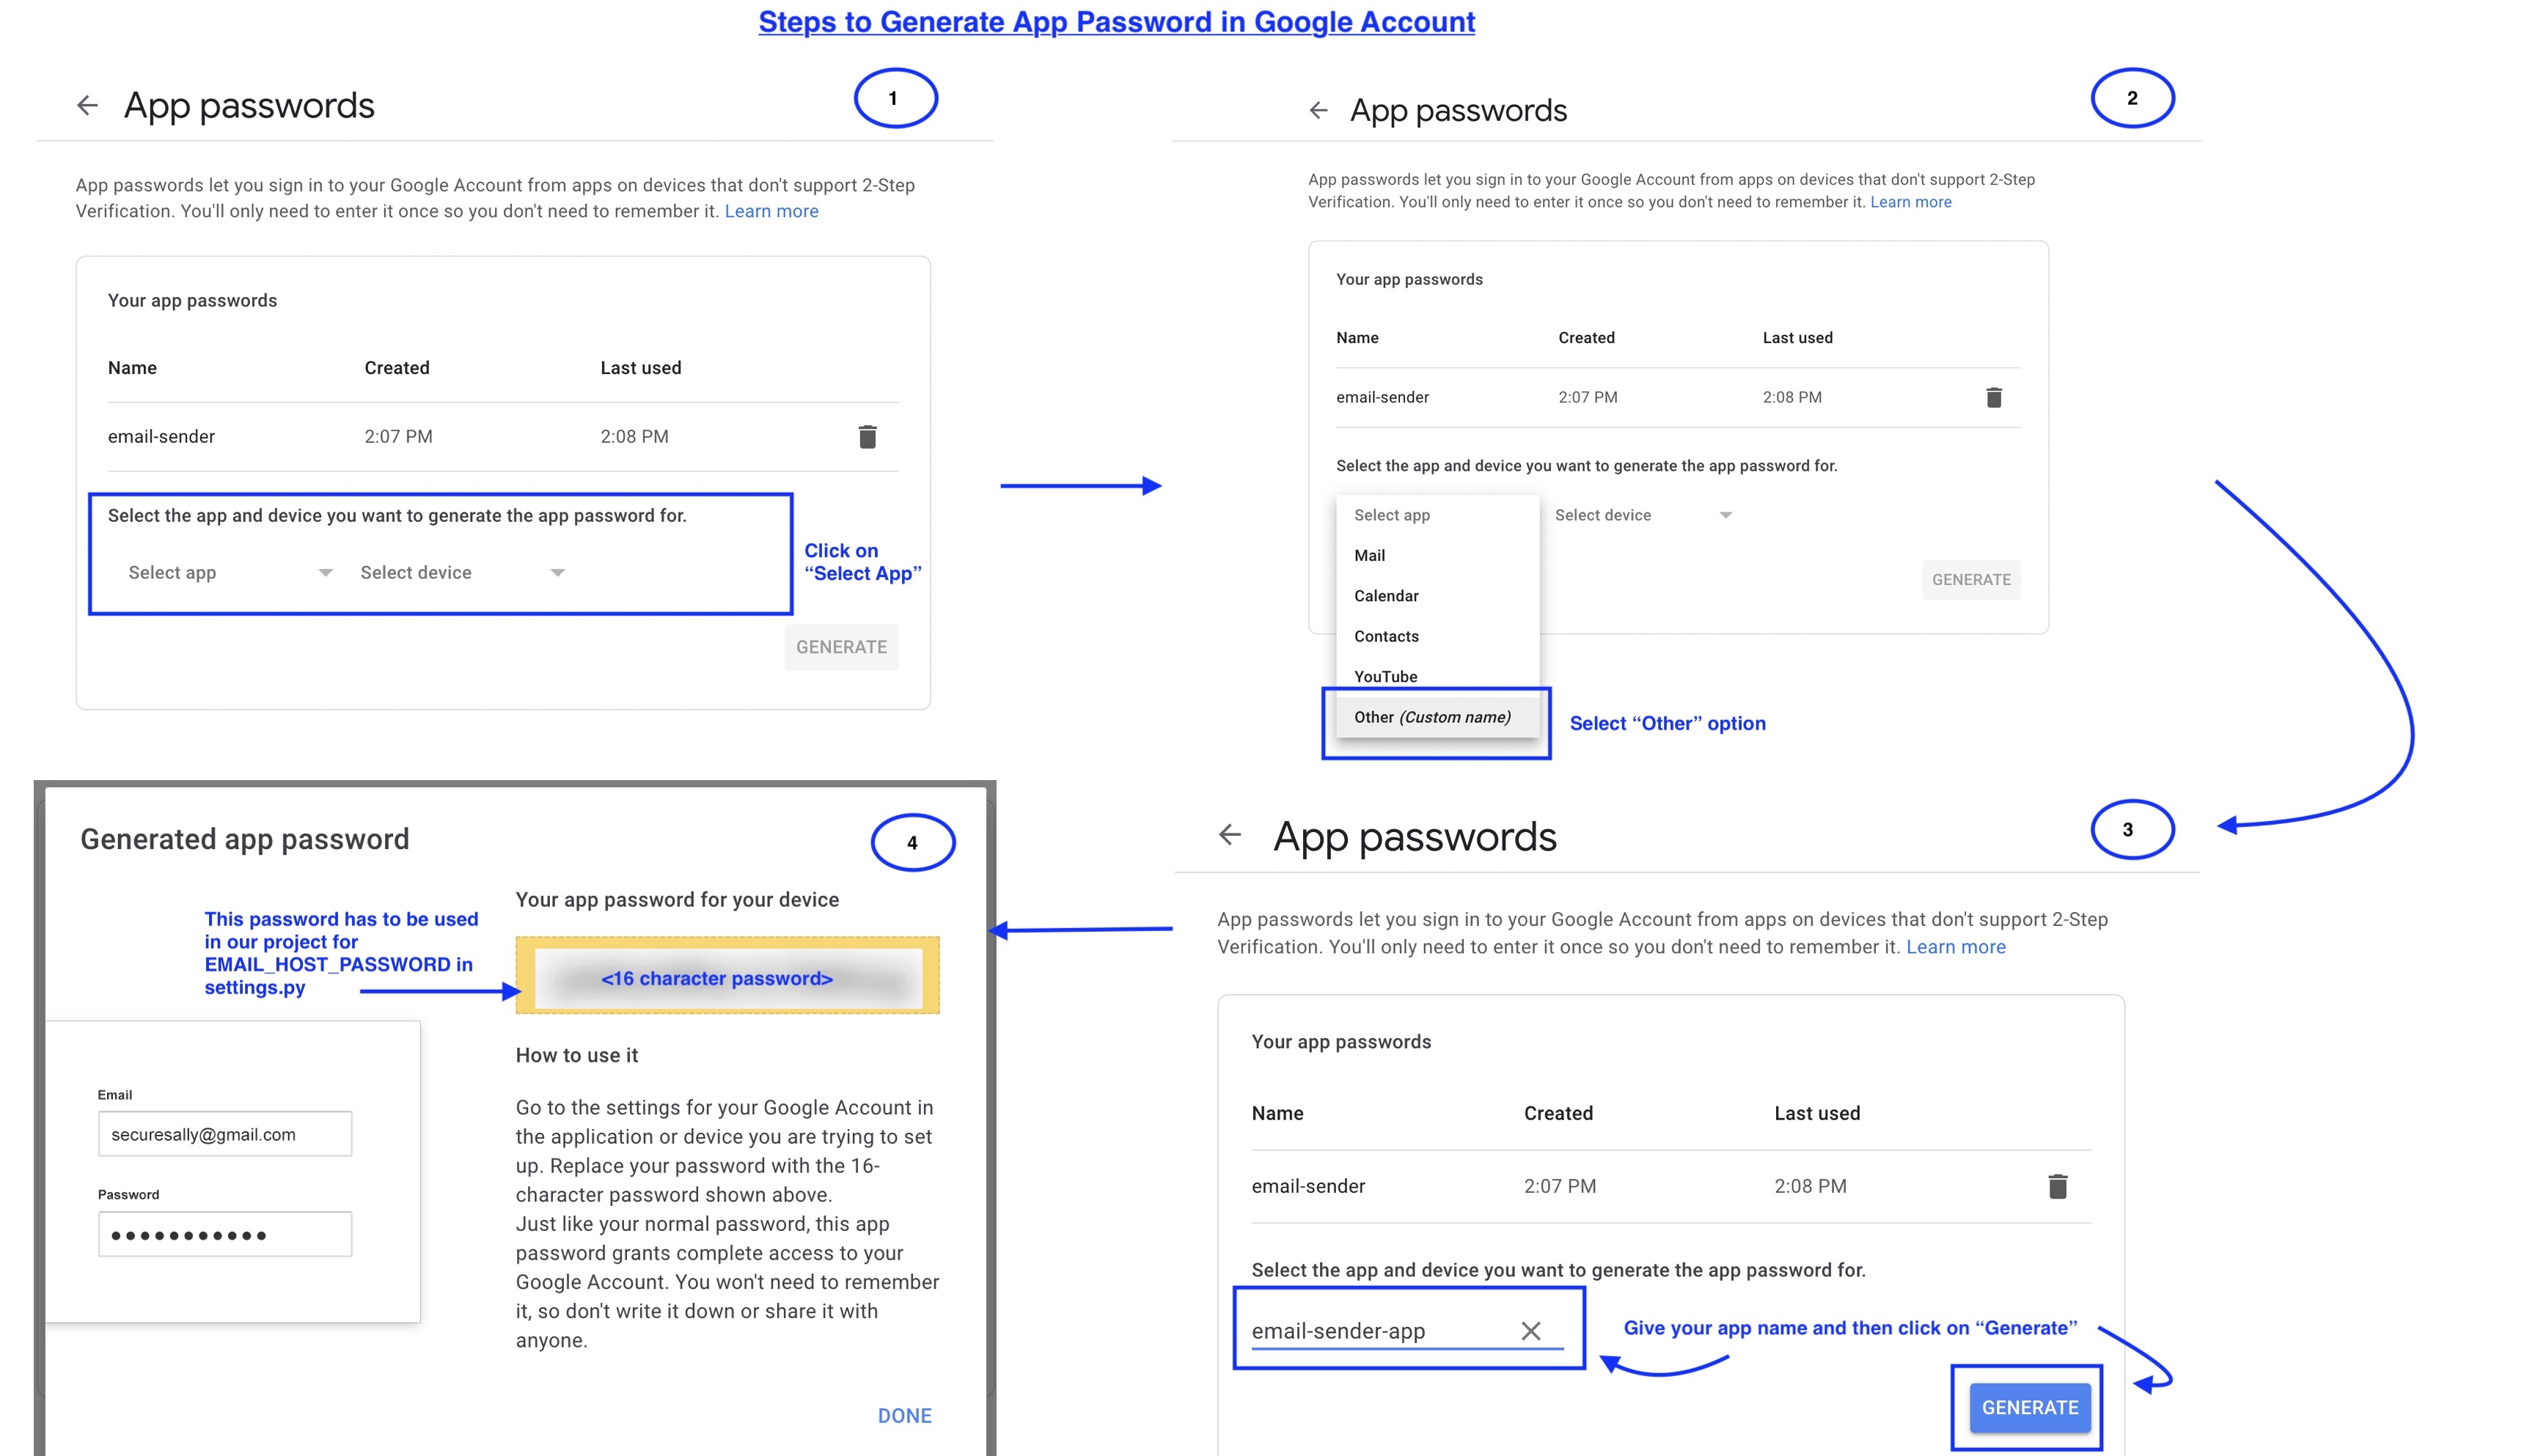 Steps to Generate App Password in Google Account
App passwords
1
App passwords let you sign in to your Google Account from apps on devices that don't support 2-Step
Verification. You'll only need to enter it once so you don't need to remember it. Learn more
Your app passwords
Name Created Last used
email-sender 2:07 PM 2:08 PM
Select the app and device you want to generate the app password for.
Select app Select device
Click on
“Select App”
GENERATE
App passwords
2
App passwords let you sign in to your Google Account from apps on devices that don't support 2-Step
Verification. You'll only need to enter it once so you don't need to remember it. Learn more
Your app passwords
Name Created Last used
email-sender 2:07 PM 2:08 PM
Select the app and device you want to generate the app password for.
Select app Select device
Mail
Calendar
Contacts
YouTube
Other (Custom name)
GENERATE
Select “Other” option
App passwords
3
App passwords let you sign in to your Google Account from apps on devices that don't support 2-Step
Verification. You'll only need to enter it once so you don't need to remember it. Learn more
Your app passwords
Name Created Last used
email-sender 2:07 PM 2:08 PM
Select the app and device you want to generate the app password for.
email-sender-app
Give your app name and then click on “Generate”
GENERATE
Generated app password
4
This password has to be used
in our project for
EMAIL_HOST_PASSWORD in
settings.py
Your app password for your device
<16 character password>
Email
securesally@gmail.com
Password
How to use it
Go to the settings for your Google Account in
the application or device you are trying to set
up. Replace your password with the 16-
character password shown above.
Just like your normal password, this app
password grants complete access to your
Google Account. You won't need to remember
it, so don't write it down or share it with
anyone.
DONE